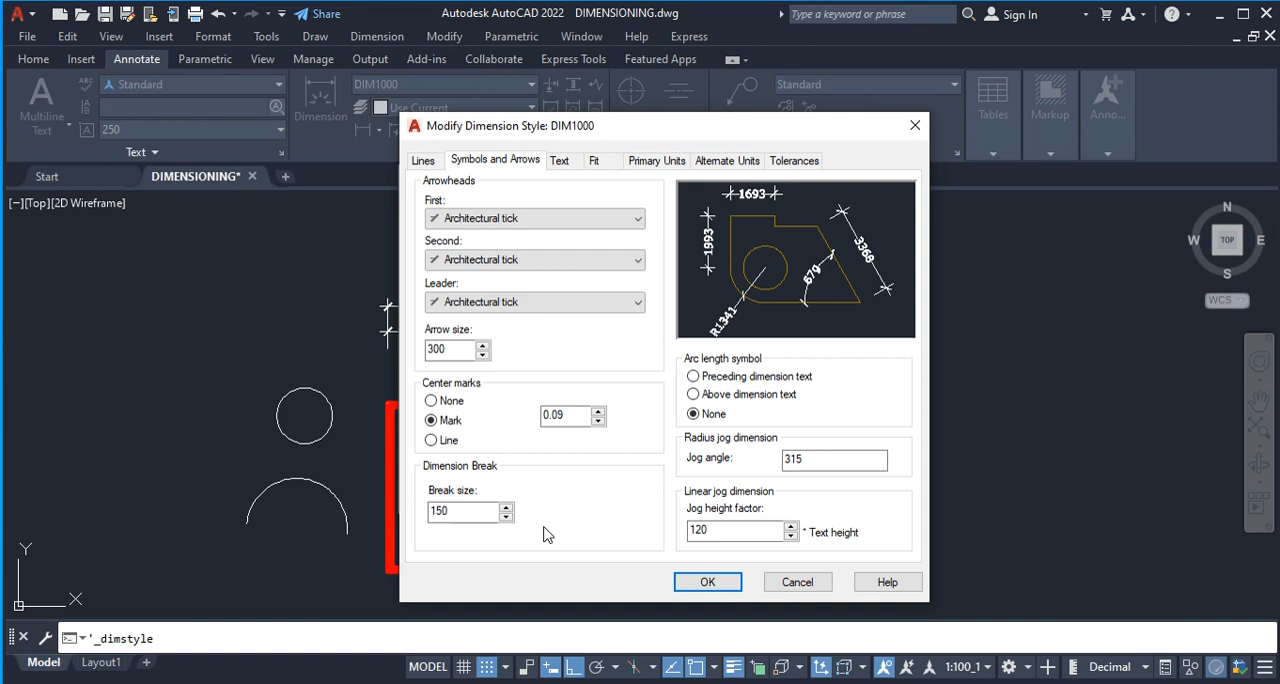 Share
Autodesk AutoCAD 2022 DIMENSIONING.dwg
Type a keyword or phrase
Sign In
File Edit View Insert Format Tools Draw Dimension Modify Parametric Window Help Express
Home Insert Annotate Parametric View Manage Output Add-ins Collaborate Express Tools Featured Apps
Multiline
Text
ABC
Standard
A
250
Text
Dimension
DIM1000
Use Current
Standard
Tables
Markup
Anno...
Start
DIMENSIONING*
[−][Top][2D Wireframe]
N
W
TOP
E
S
WCS
Modify Dimension Style: DIM1000
Lines Symbols and Arrows Text Fit Primary Units Alternate Units Tolerances
Arrowheads
First:
Architectural tick
Second:
Architectural tick
Leader:
Architectural tick
Arrow size:
300
Center marks
None
Mark
0.09
Line
Dimension Break
Break size:
150
1693
1993
3368
67g
R1341
Arc length symbol
Preceding dimension text
Above dimension text
None
Radius jog dimension
Jog angle:
315
Linear jog dimension
Jog height factor:
120
* Text height
OK
Cancel
Help
Y
X
'_dimstyle
Model
Layout1
MODEL
1:100_1
Decimal